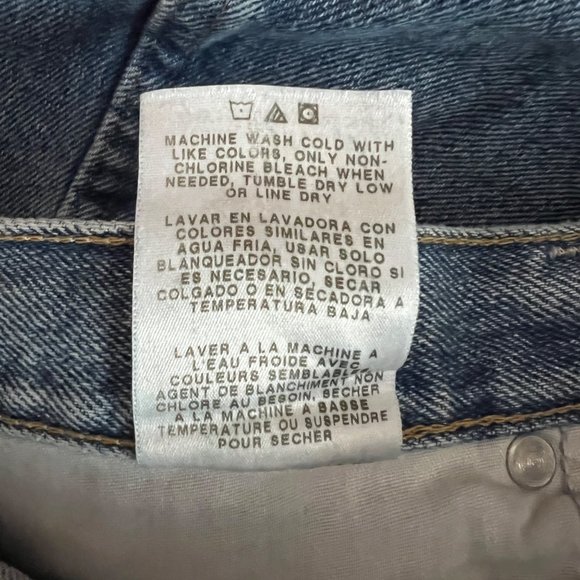 MACHINE WASH COLD WITH
LIKE COLORS, ONLY NON-
CHLORINE BLEACH WHEN
NEEDED, TUMBLE DRY LOW
OR LINE DRY
LAVAR EN LAVADORA CON
COLORES SIMILARES EN
AGUA FRIA, USAR SOLO
BLANQUEADOR SIN CLORO SI
ES NECESARIO, SECAR
COLGADO O EN SECADORA A
TEMPERATURA BAJA
LAVER A LA MACHINE A
L'EAU FROIDE AVEC
COULEURS SEMBLABLE,
AGENT DE BLANCHIMENT NON
CHLORE AU BESOIN, SECHER
A LA MACHINE A BASSE
TEMPERATURE OU SUSPENDRE
POUR SECHER